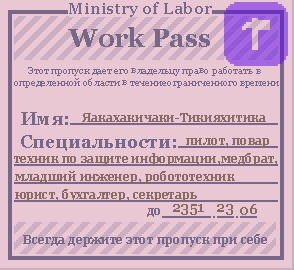 Ministry of Labor
Work Pass
Этот пропуск дает его владельцу право работать в
определенной области в течение ограниченного времени
Имя: Яакахакичаки-Тикияхитика
Специальности: пилот, повар
техник по защите информации, медбрат,
младший инженер, робототехник
юрист, бухгалтер, секретарь
до 2351.23.06
Всегда держите этот пропуск при себе